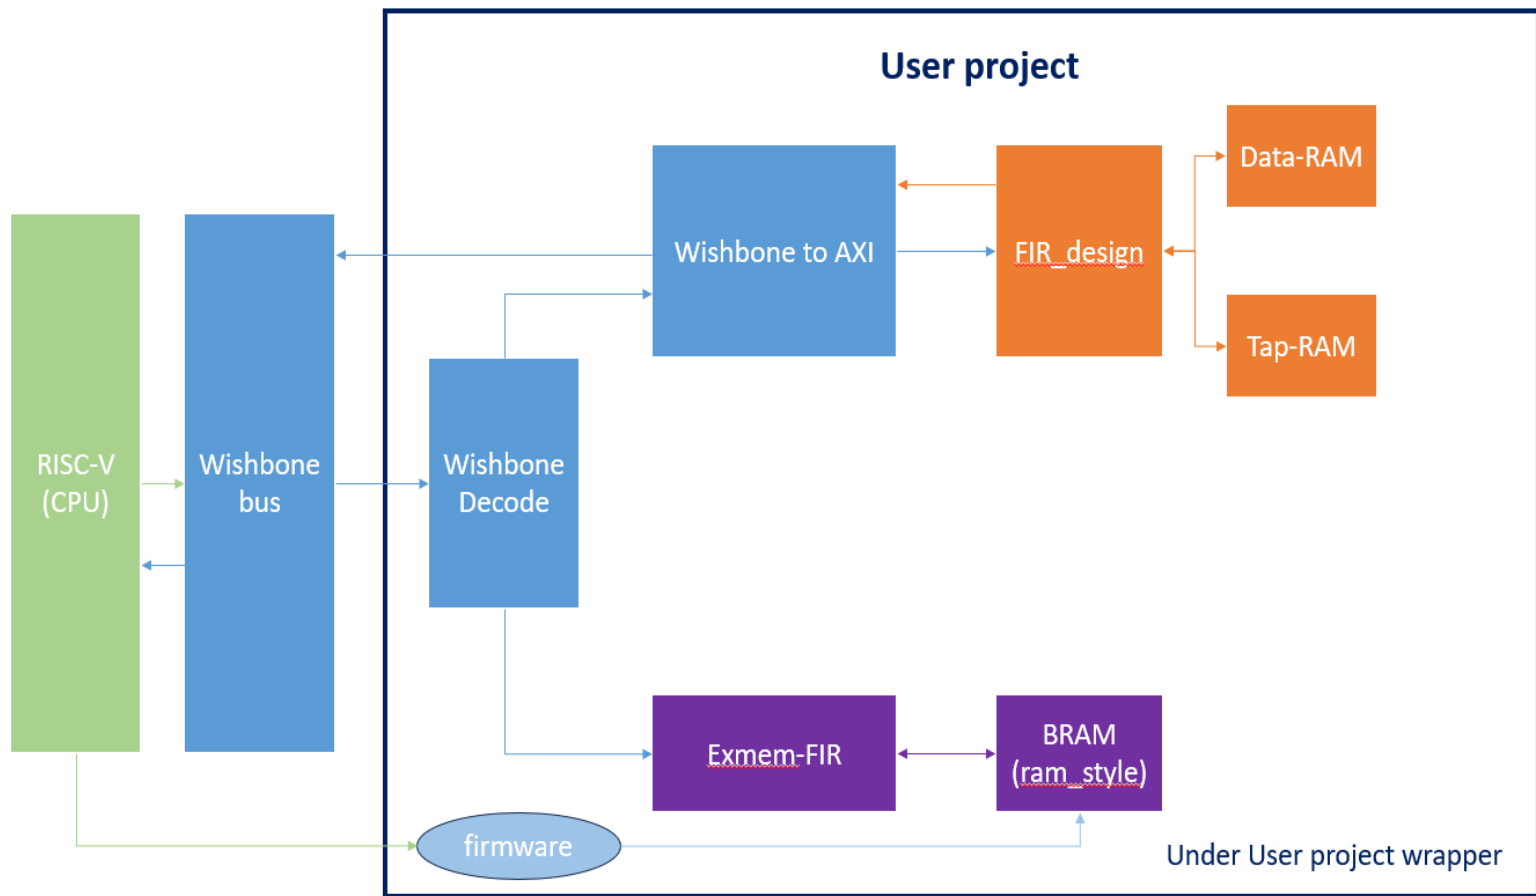 User project
Data-RAM
Wishbone to AXI
FIR_design
Tap-RAM
RISC-V
(CPU)
Wishbone
bus
Wishbone
Decode
Exmem-FIR
BRAM
(ram_style)
firmware
Under User project wrapper